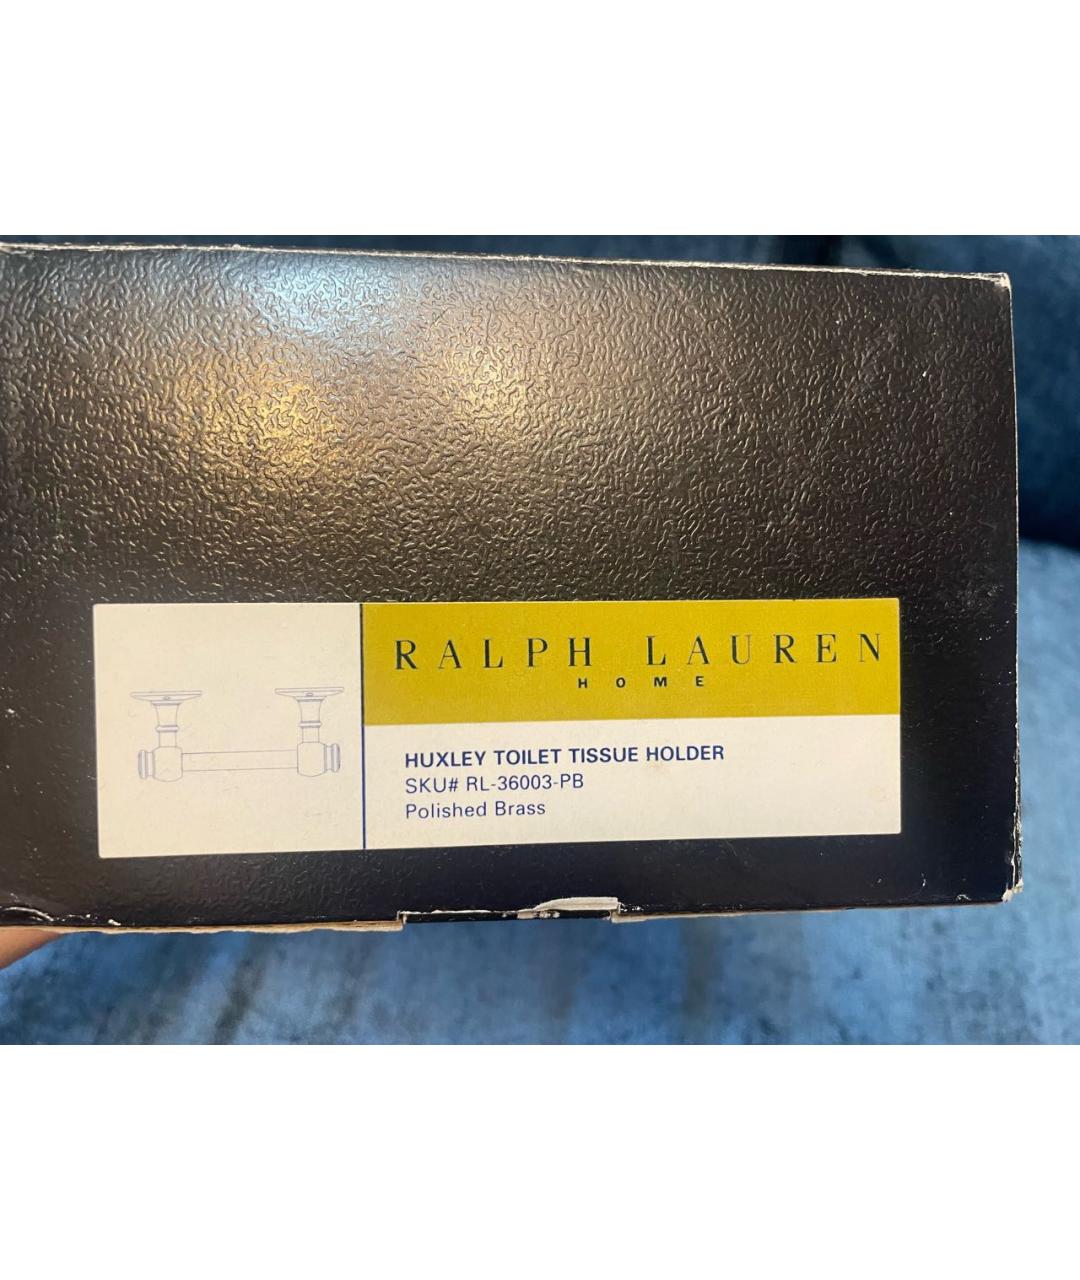 RALPH LAUREN
HOME
HUXLEY TOILET TISSUE HOLDER
SKU# RL-36003-PB
Polished Brass